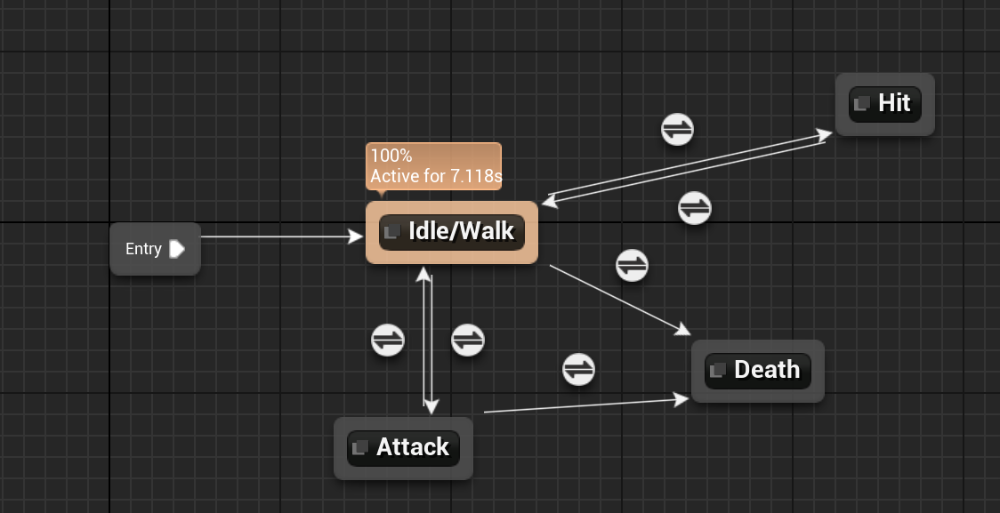 Hit
100%
Active for 7.118s
Idle/Walk
Entry
Death
Attack